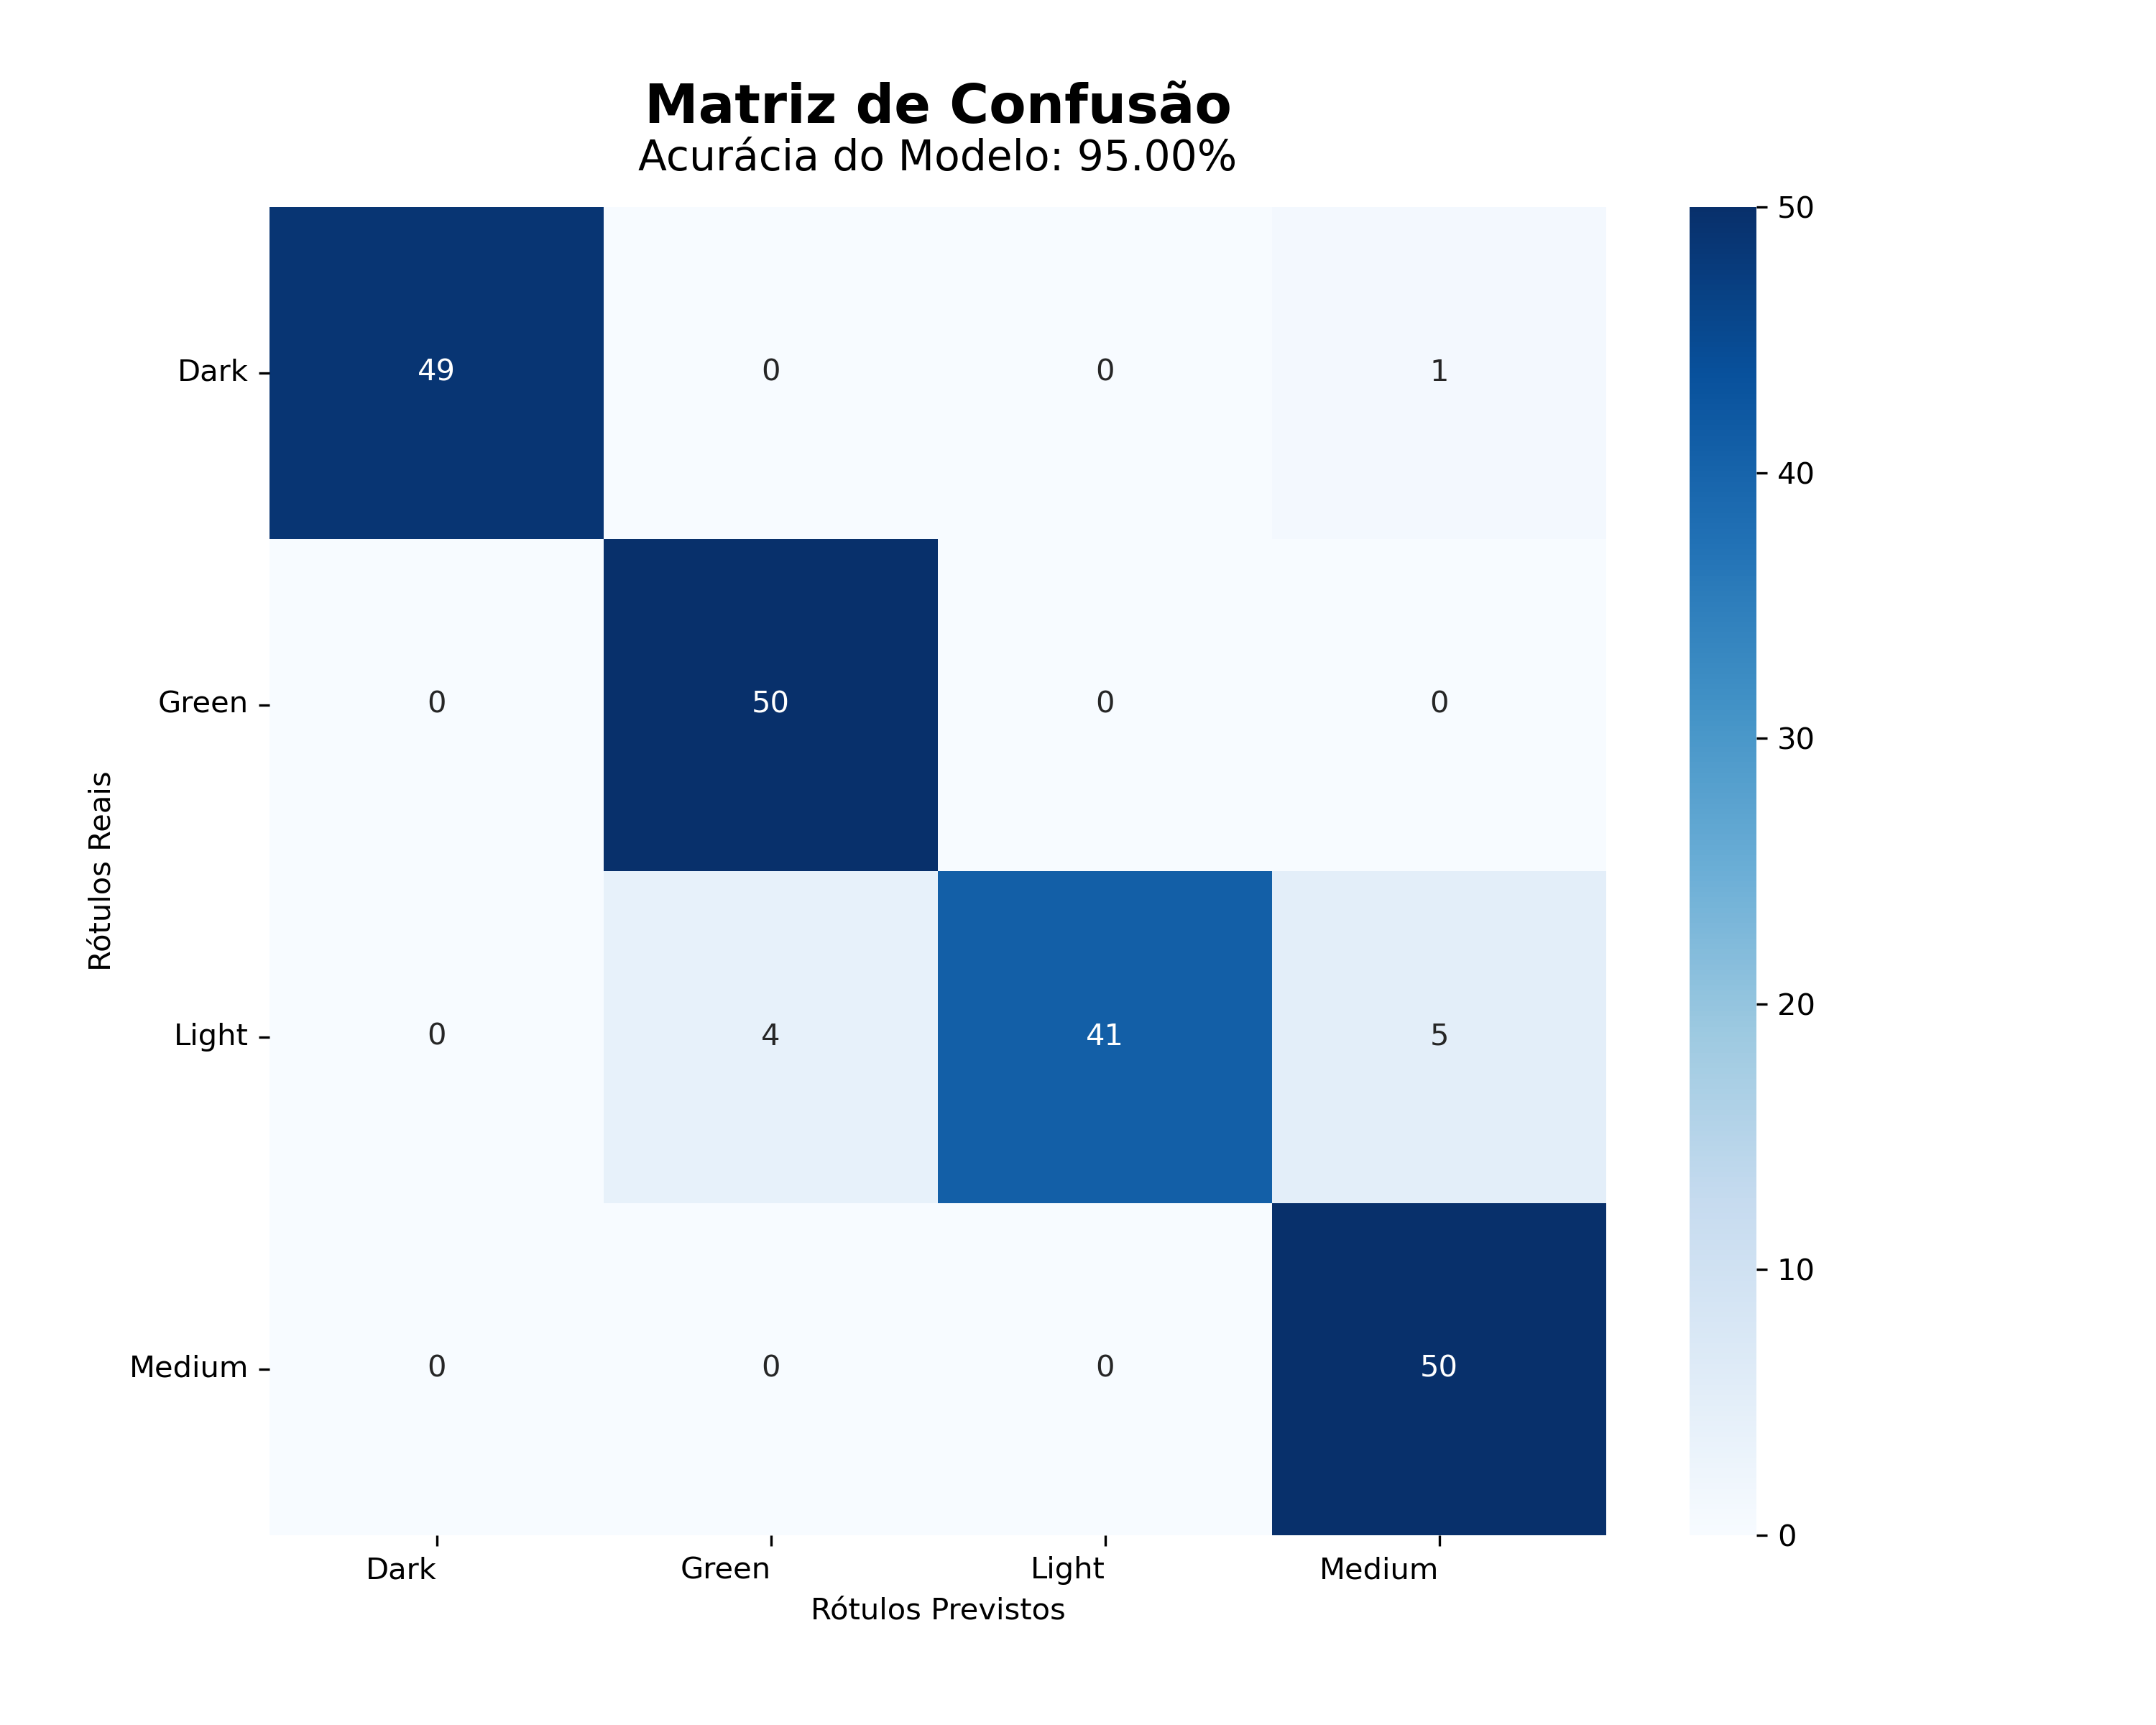 Matriz de Confusão
Acurácia do Modelo: 95.00%
50
Dark 49 0 0 1
40
Green 0 50 0 0
30
Rótulos Reais
20
Light 0 4 41 5
10
Medium 0 0 0 50
0
Dark Green Light Medium
Rótulos Previstos